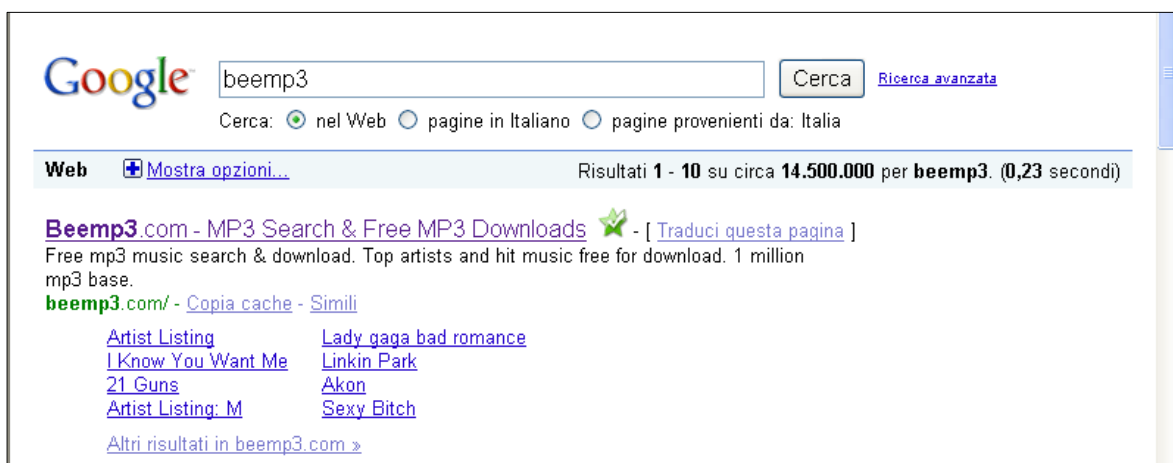 Google beemp3 Cerca Ricerca avanzata
Cerca: nel Web pagine in Italiano pagine provenienti da: Italia
Web Mostra opzioni... Risultati 1 - 10 su circa 14.500.000 per beemp3. (0,23 secondi)
Beemp3.com - MP3 Search & Free MP3 Downloads - [ Traduci questa pagina ]
Free mp3 music search & download. Top artists and hit music free for download. 1 million
mp3 base.
beemp3.com/ - Copia cache - Simili
Artist Listing Lady gaga bad romance
I Know You Want Me Linkin Park
21 Guns Akon
Artist Listing: M Sexy Bitch
Altri risultati in beemp3.com »